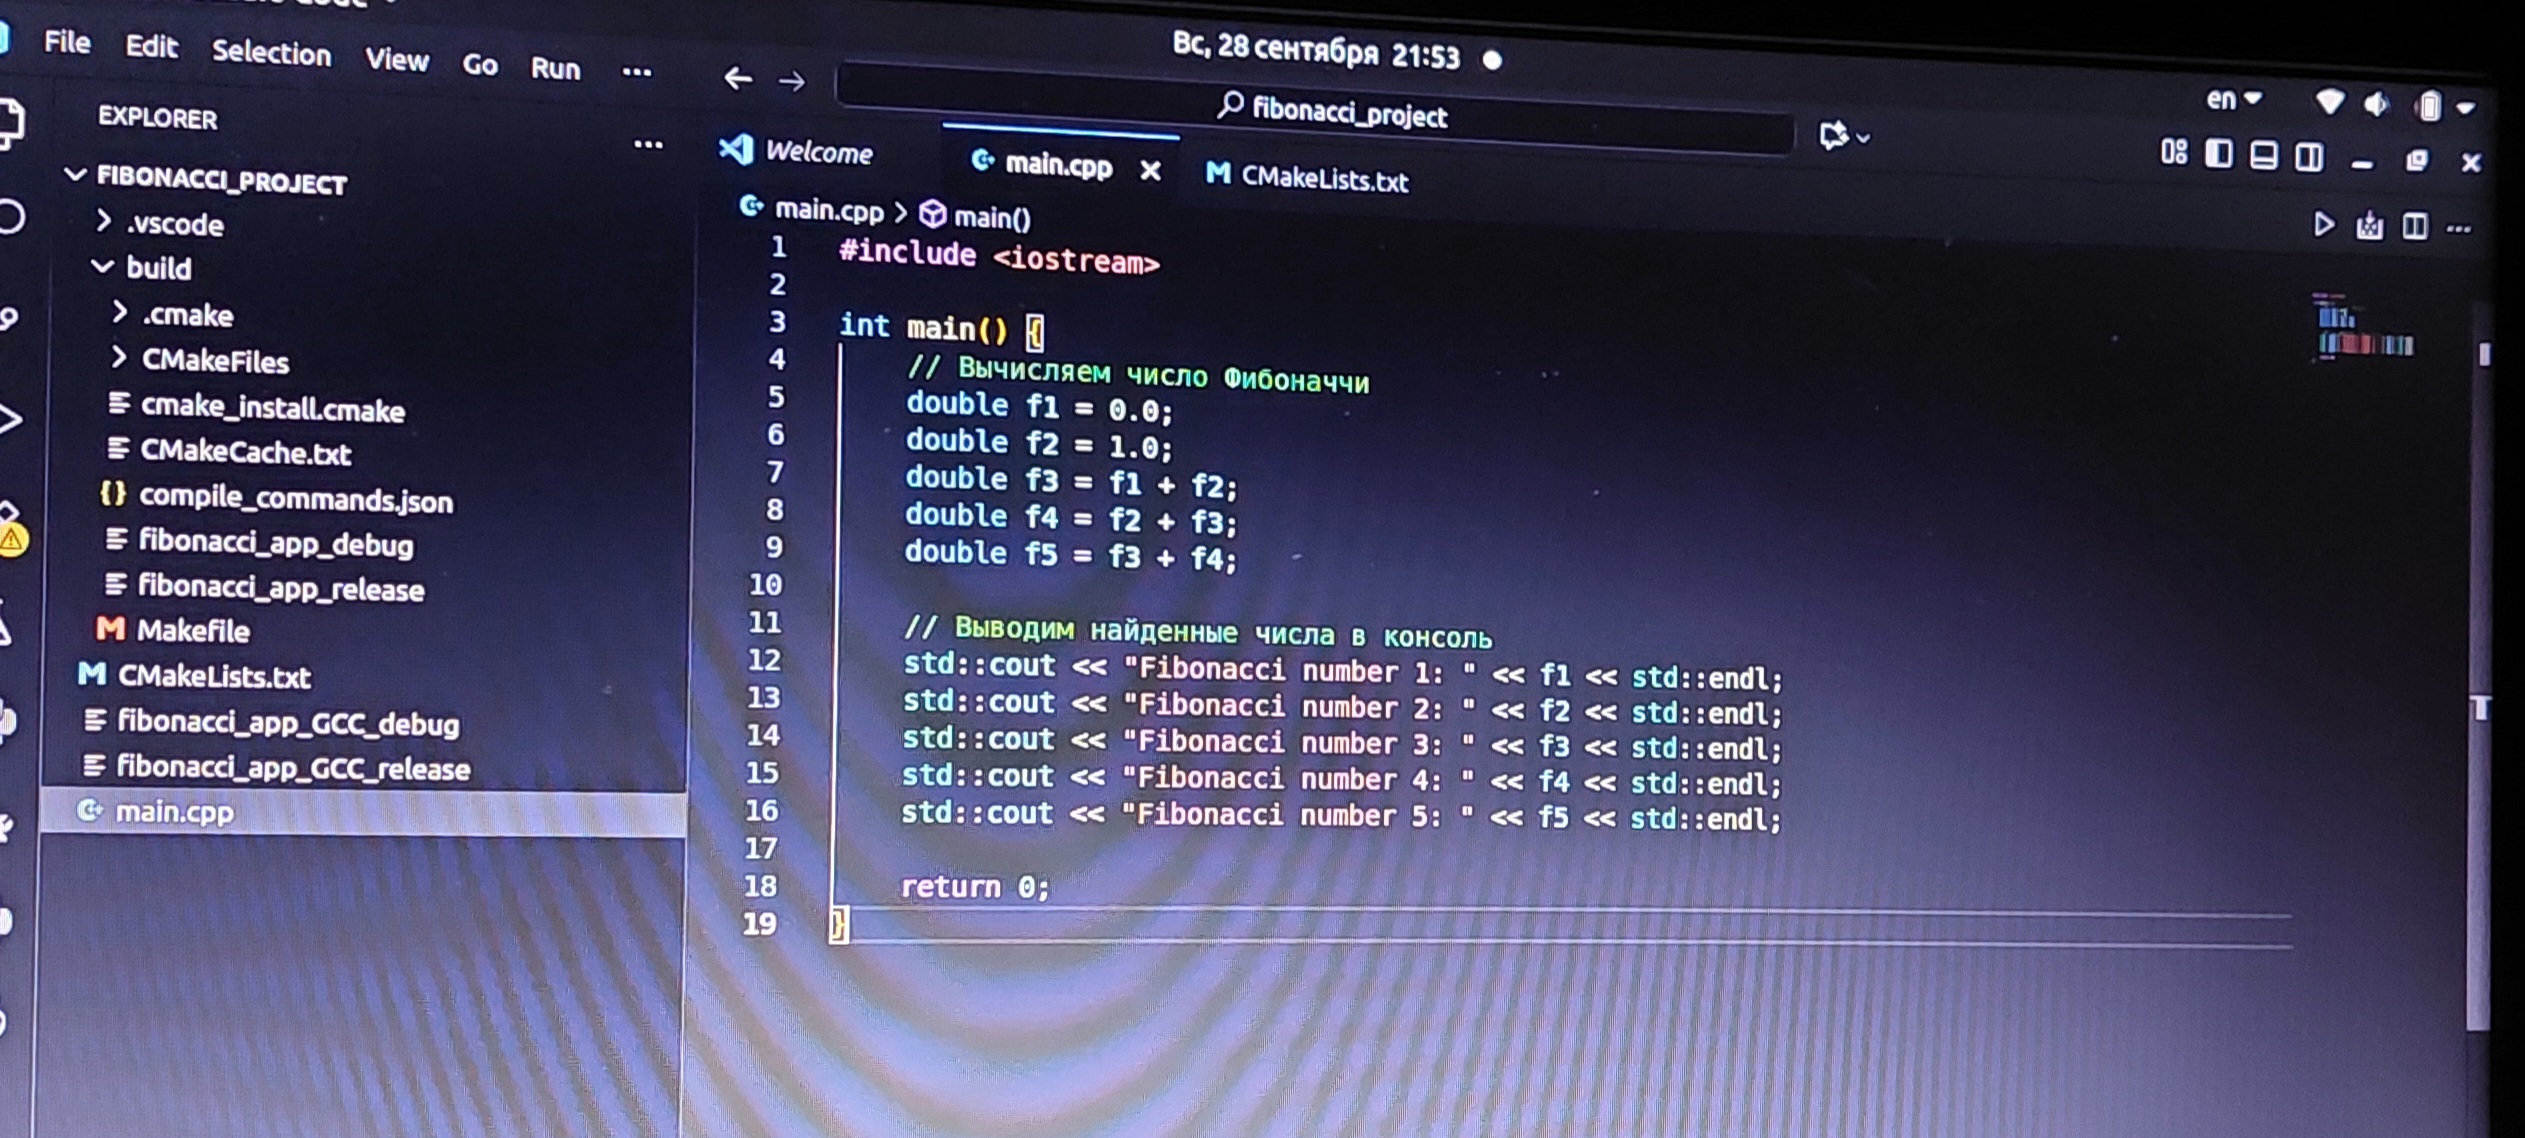 File Edit Selection View Go Run ...
Вс, 28 сентября 21:53
fibonacci_project
en
EXPLORER ...
FIBONACCI_PROJECT
.vscode
build
.cmake
CMakeFiles
cmake_install.cmake
CMakeCache.txt
{} compile_commands.json
fibonacci_app_debug
fibonacci_app_release
M Makefile
M CMakeLists.txt
fibonacci_app_GCC_debug
fibonacci_app_GCC_release
main.cpp
Welcome main.cpp M CMakeLists.txt
main.cpp > main()
1 #include <iostream>
2
3 int main() {
4 // Вычисляем число Фибоначчи
5 double f1 = 0.0;
6 double f2 = 1.0;
7 double f3 = f1 + f2;
8 double f4 = f2 + f3;
9 double f5 = f3 + f4;
10
11 // Выводим найденные числа в консоль
12 std::cout << "Fibonacci number 1: " << f1 << std::endl;
13 std::cout << "Fibonacci number 2: " << f2 << std::endl;
14 std::cout << "Fibonacci number 3: " << f3 << std::endl;
15 std::cout << "Fibonacci number 4: " << f4 << std::endl;
16 std::cout << "Fibonacci number 5: " << f5 << std::endl;
17
18 return 0;
19 }